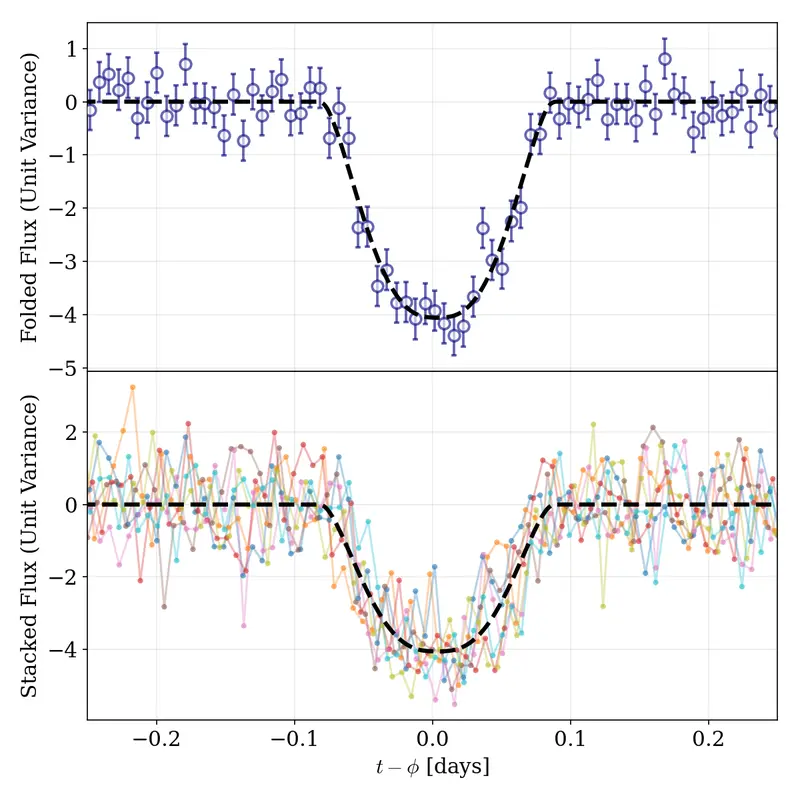 Folded Flux (Unit Variance)
1
0
−1
−2
−3
−4
−5
Stacked Flux (Unit Variance)
2
0
−2
−4
−0.2 −0.1 0.0 0.1 0.2
t − ϕ [days]